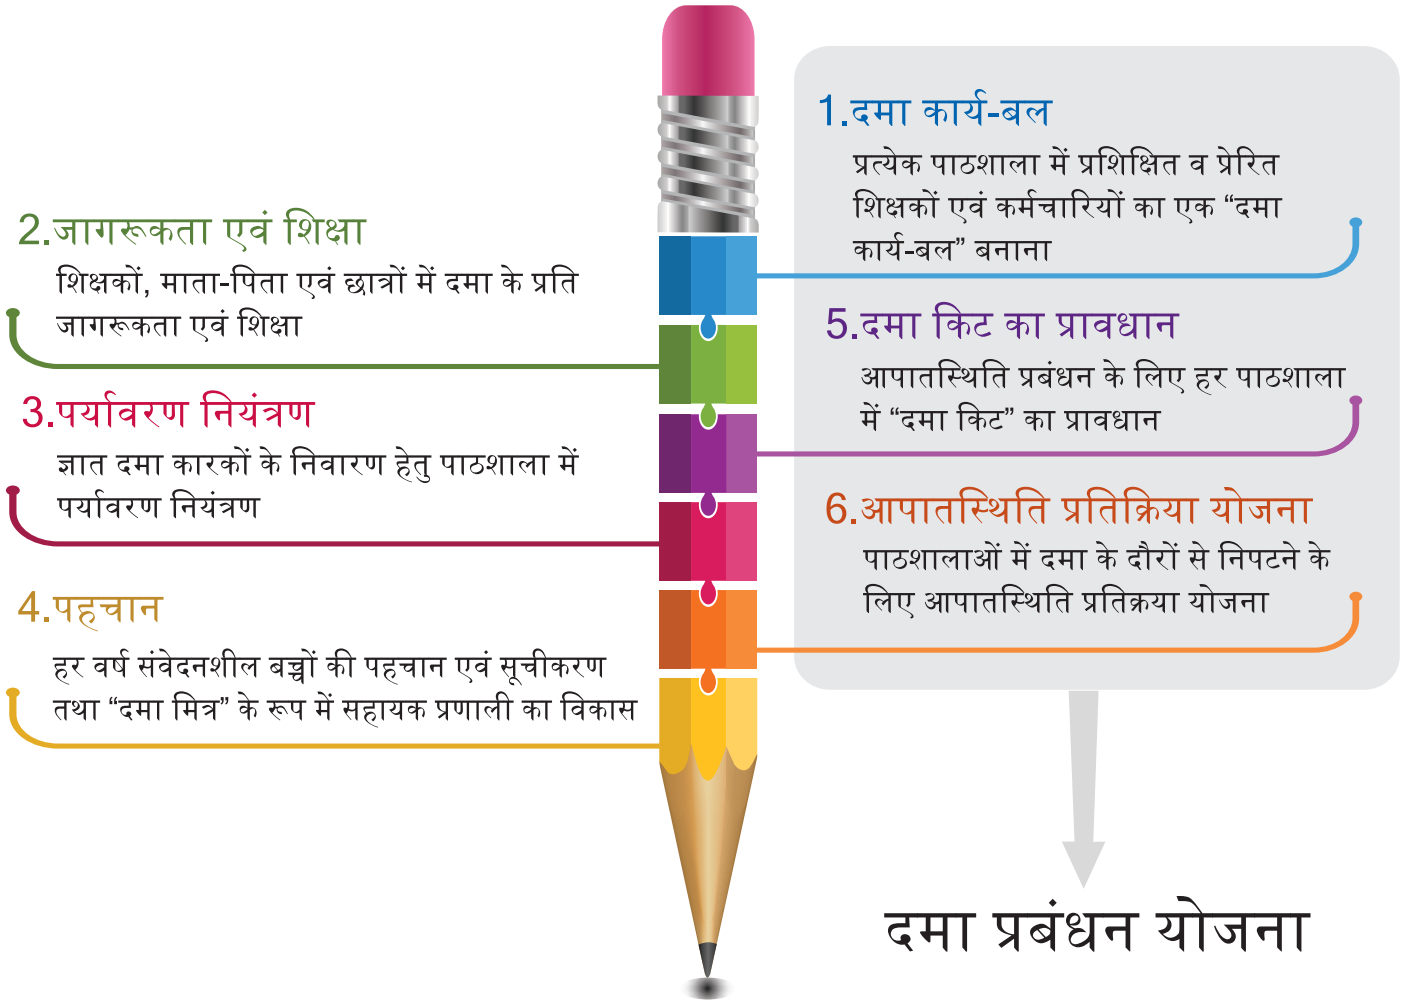 1.दमा कार्य-बल
प्रत्येक पाठशाला में प्रशिक्षित व प्रेरित
शिक्षकों एवं कर्मचारियों का एक “दमा
कार्य-बल” बनाना
2.जागरूकता एवं शिक्षा
शिक्षकों, माता-पिता एवं छात्रों में दमा के प्रति
जागरूकता एवं शिक्षा
3.पर्यावरण नियंत्रण
ज्ञात दमा कारकों के निवारण हेतु पाठशाला में
पर्यावरण नियंत्रण
4.पहचान
हर वर्ष संवेदनशील बच्चों की पहचान एवं सूचीकरण
तथा “दमा मित्र” के रूप में सहायक प्रणाली का विकास
5.दमा किट का प्रावधान
आपातस्थिति प्रबंधन के लिए हर पाठशाला
में “दमा किट” का प्रावधान
6.आपातस्थिति प्रतिक्रिया योजना
पाठशालाओं में दमा के दौरों से निपटने के
लिए आपातस्थिति प्रतिक्रया योजना
दमा प्रबंधन योजना